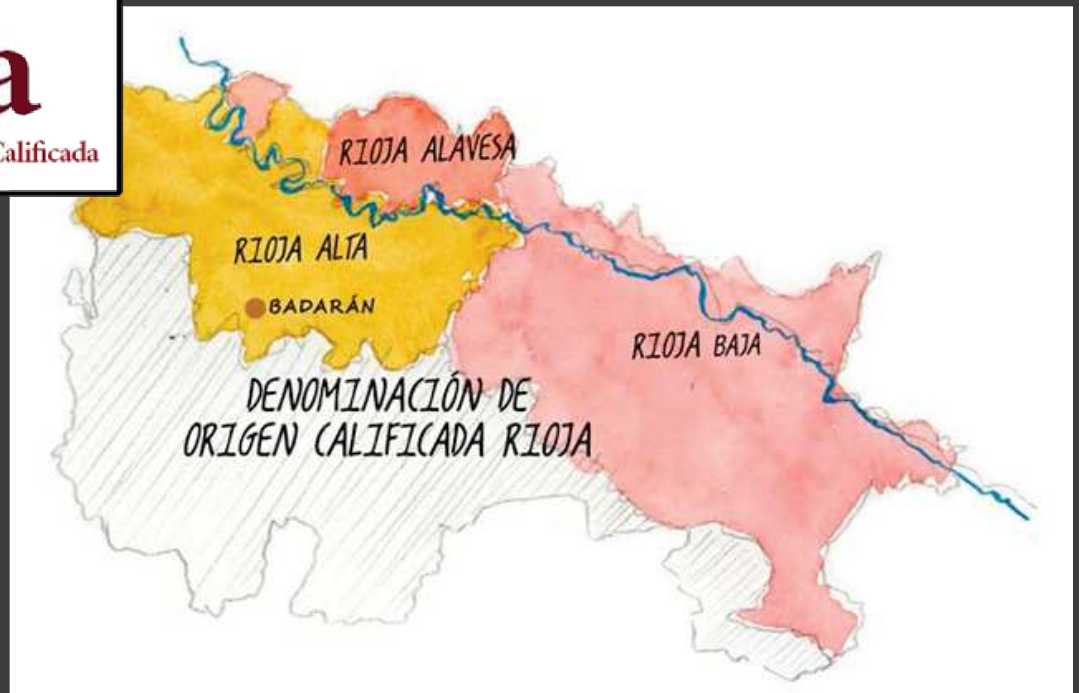 a
Calificada
RIOJA ALAVESA
RIOJA ALTA
BADARÁN
RIOJA BAJA
DENOMINACIÓN DE
ORIGEN CALIFICADA RIOJA